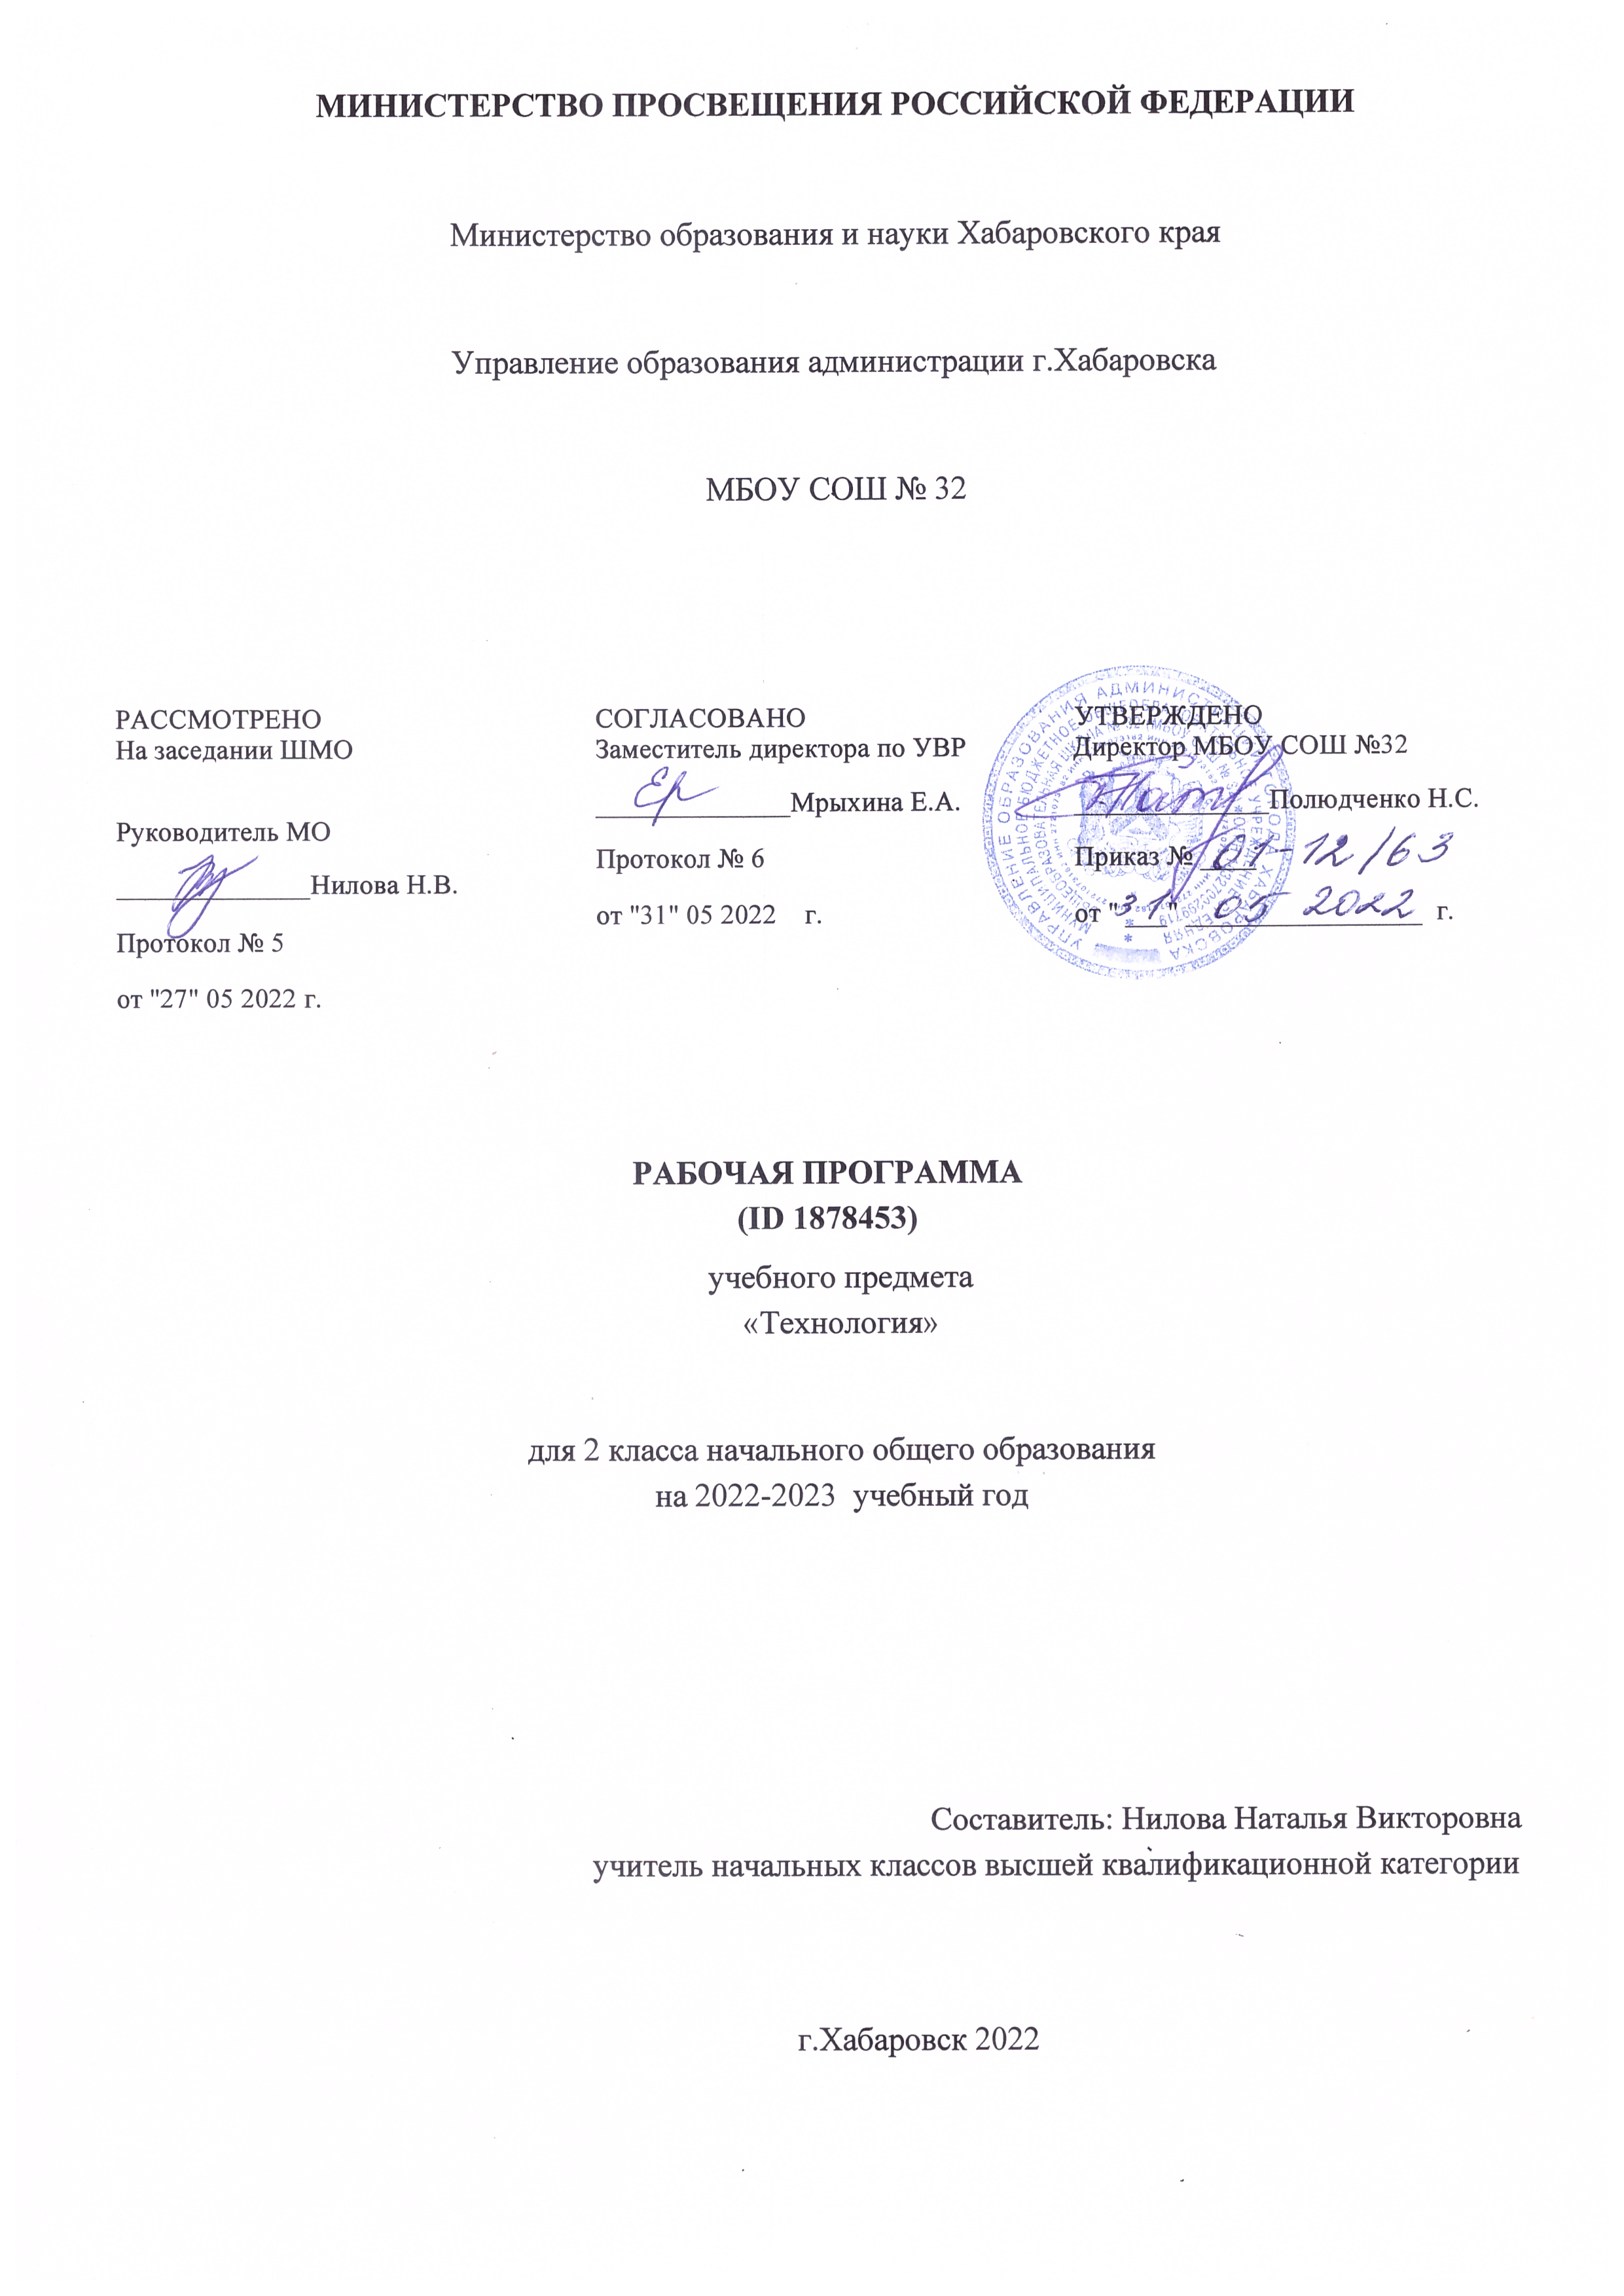 МИНИСТЕРСТВО ПРОСВЕЩЕНИЯ РОССИЙСКОЙ ФЕДЕРАЦИИ
Министерство образования и науки Хабаровского края
Управление образования администрации г.Хабаровска
МБОУ СОШ № 32
РАССМОТРЕНО
На заседании ШМО
Руководитель МО
Нилова Н.В.
Протокол № 5
от "27" 05 2022 г.
СОГЛАСОВАНО
Заместитель директора по УВР
Мрыхина Е.А.
Протокол № 6
от "31" 05 2022 г.
УТВЕРЖДЕНО
Директор МБОУ СОШ №32
Полюдченко Н.С.
Приказ № 01-12/63
от "31" 05 2022 г.
РАБОЧАЯ ПРОГРАММА
(ID 1878453)
учебного предмета
«Технология»
для 2 класса начального общего образования
на 2022-2023 учебный год
Составитель: Нилова Наталья Викторовна
учитель начальных классов высшей квалификационной категории
г.Хабаровск 2022